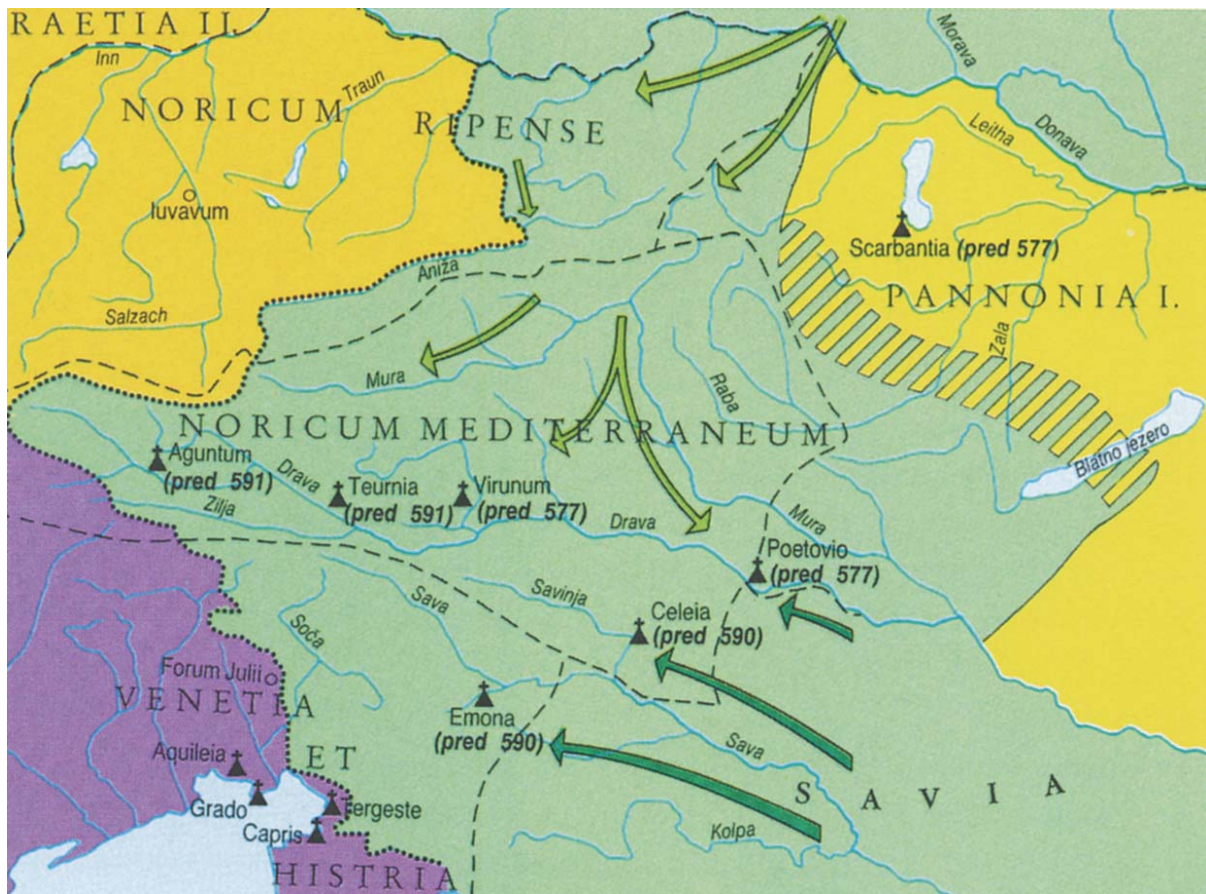 RAETIA II.
Inn
Morava
NORICUM
Traun
RIPENSE
Leitha
Donava
Iuvavum
Scarbantia (pred 577)
Aniža
PANNONIA I.
Salzach
Zala
Mura
Raba
NORICUM MEDITERRANEUM
Blatno jezero
Aguntum
(pred 591)
Drava
Teurnia
(pred 591)
Virunum
(pred 577)
Zilja
Drava
Mura
Poetovio
(pred 577)
Sava
Savinja
Celeia
(pred 590)
Soča
Forum Julii
VENETIA
Emona
(pred 590)
ET
Sava
Aquileia
SAVIA
Grado
Tergeste
Capris
Kolpa
HISTRIA